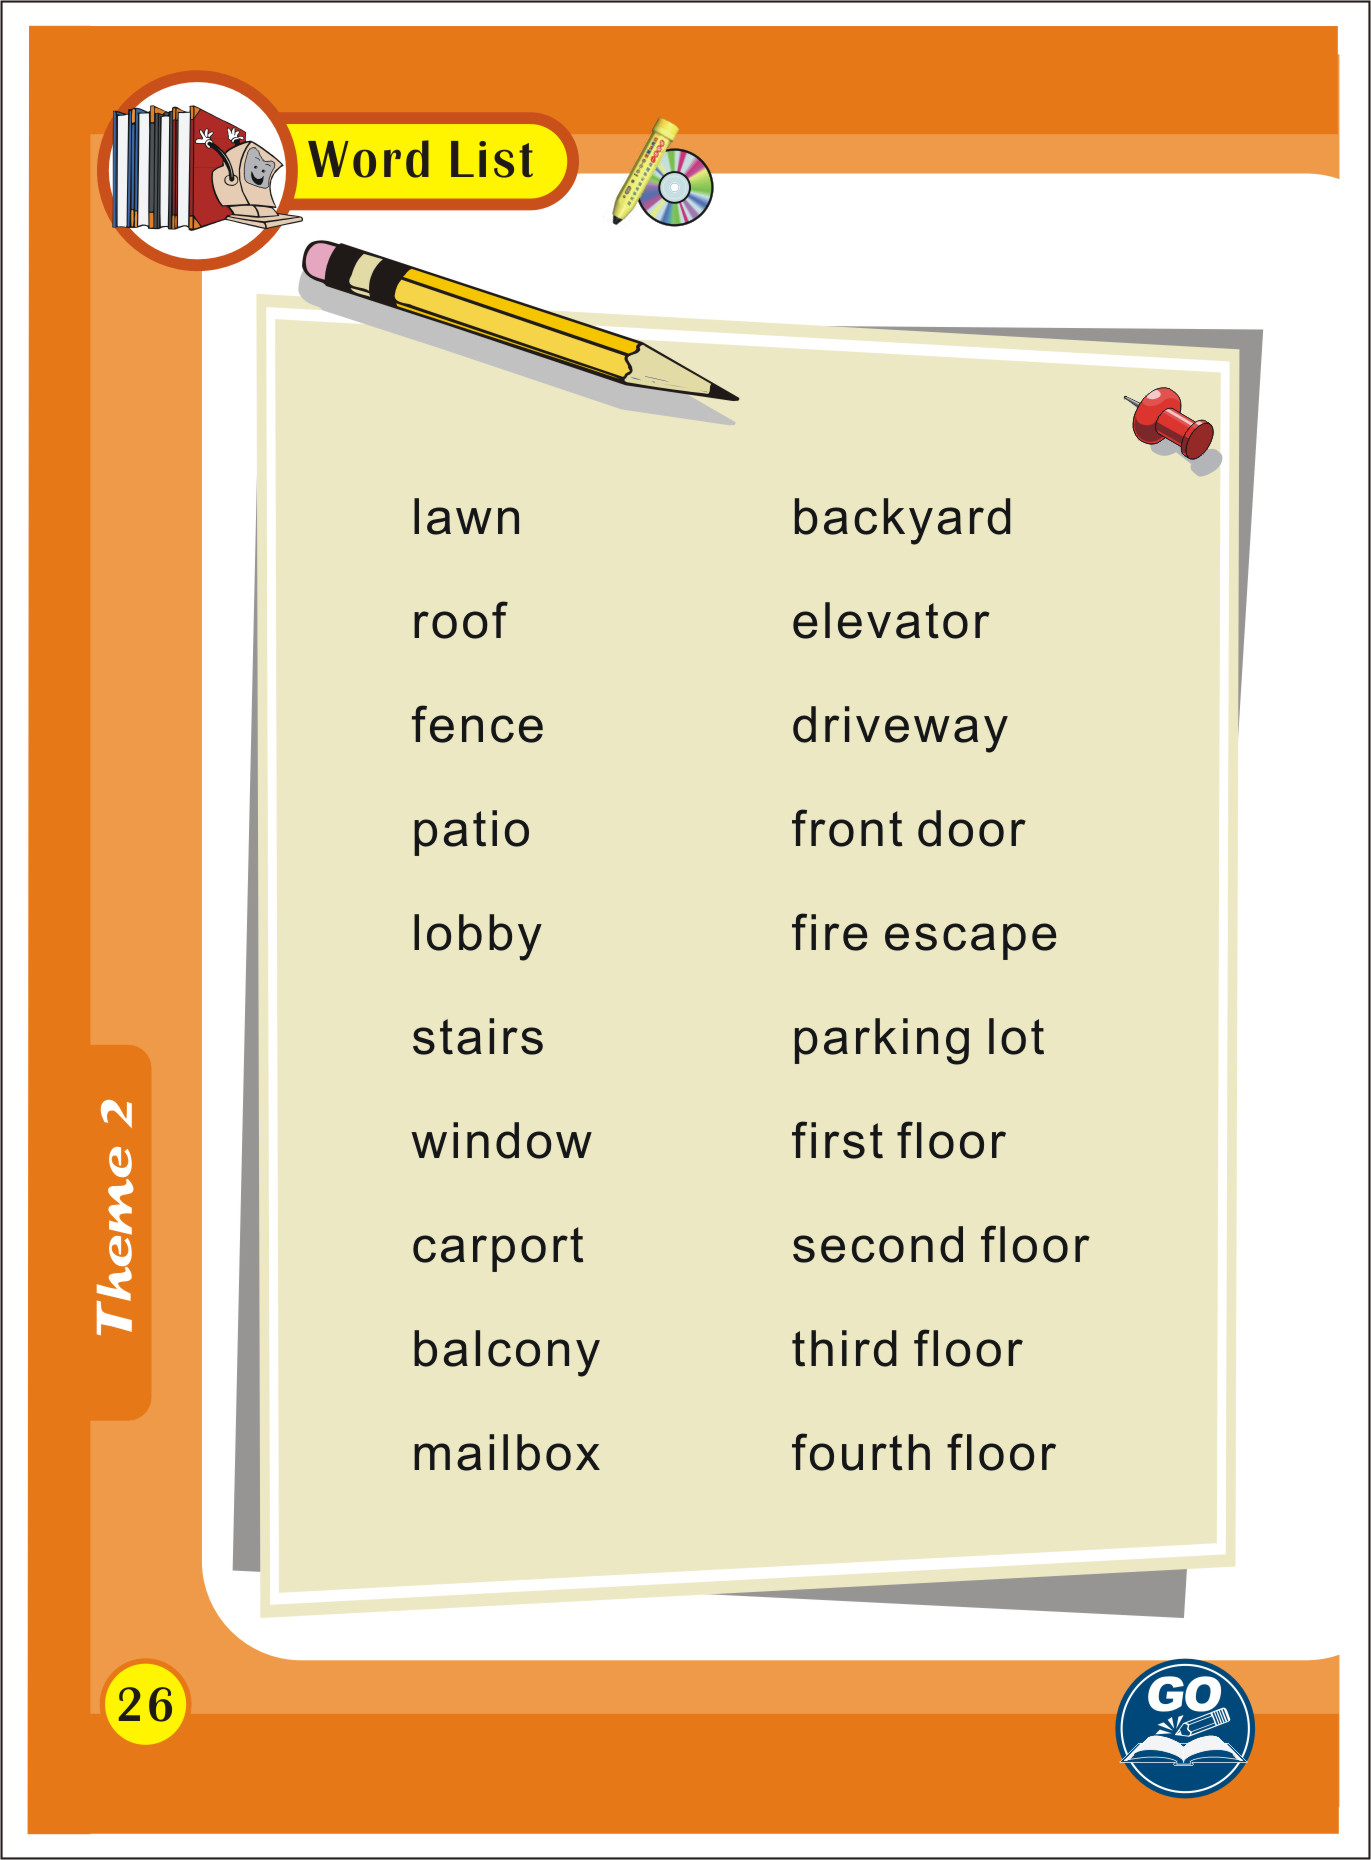 Word List
lawn
roof
fence
patio
lobby
stairs
window
carport
balcony
mailbox
backyard
elevator
driveway
front door
fire escape
parking lot
first floor
second floor
third floor
fourth floor
Theme 2
26
GO